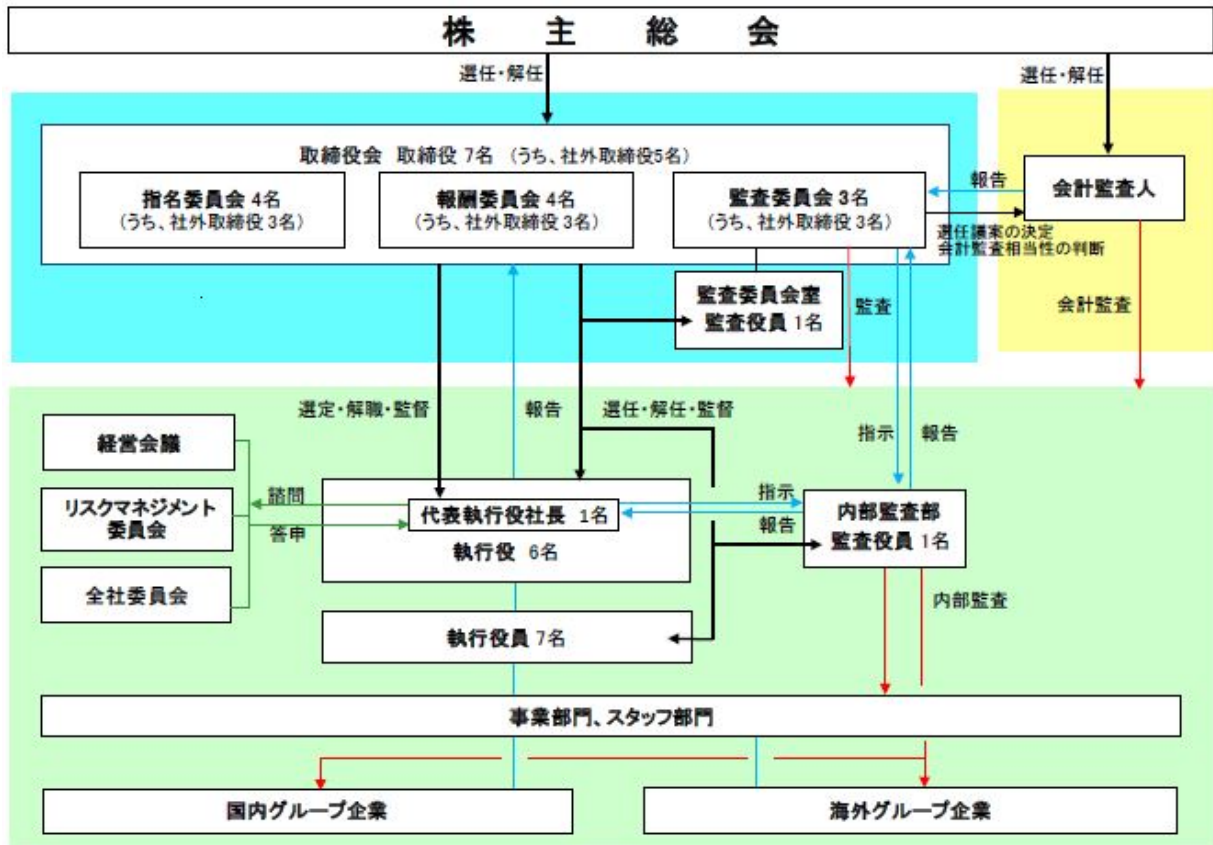 株 主 総 会
選任・解任
選任・解任
取締役会 取締役 7名 (うち、社外取締役5名)
指名委員会 4名
(うち、社外取締役 3名)
報酬委員会 4名
(うち、社外取締役 3名)
監査委員会 3名
(うち、社外取締役 3名)
報告
会計監査人
選任議案の決定
会計監査相当性の判断
監査委員会室
監査役員 1名
監査
会計監査
選定・解職・監督
報告
選任・解任・監督
指示
報告
経営会議
リスクマネジメント
委員会
全社委員会
諮問
答申
代表執行役社長 1名
執行役 6名
指示
報告
内部監査部
監査役員 1名
内部監査
執行役員 7名
事業部門、スタッフ部門
国内グループ企業
海外グループ企業